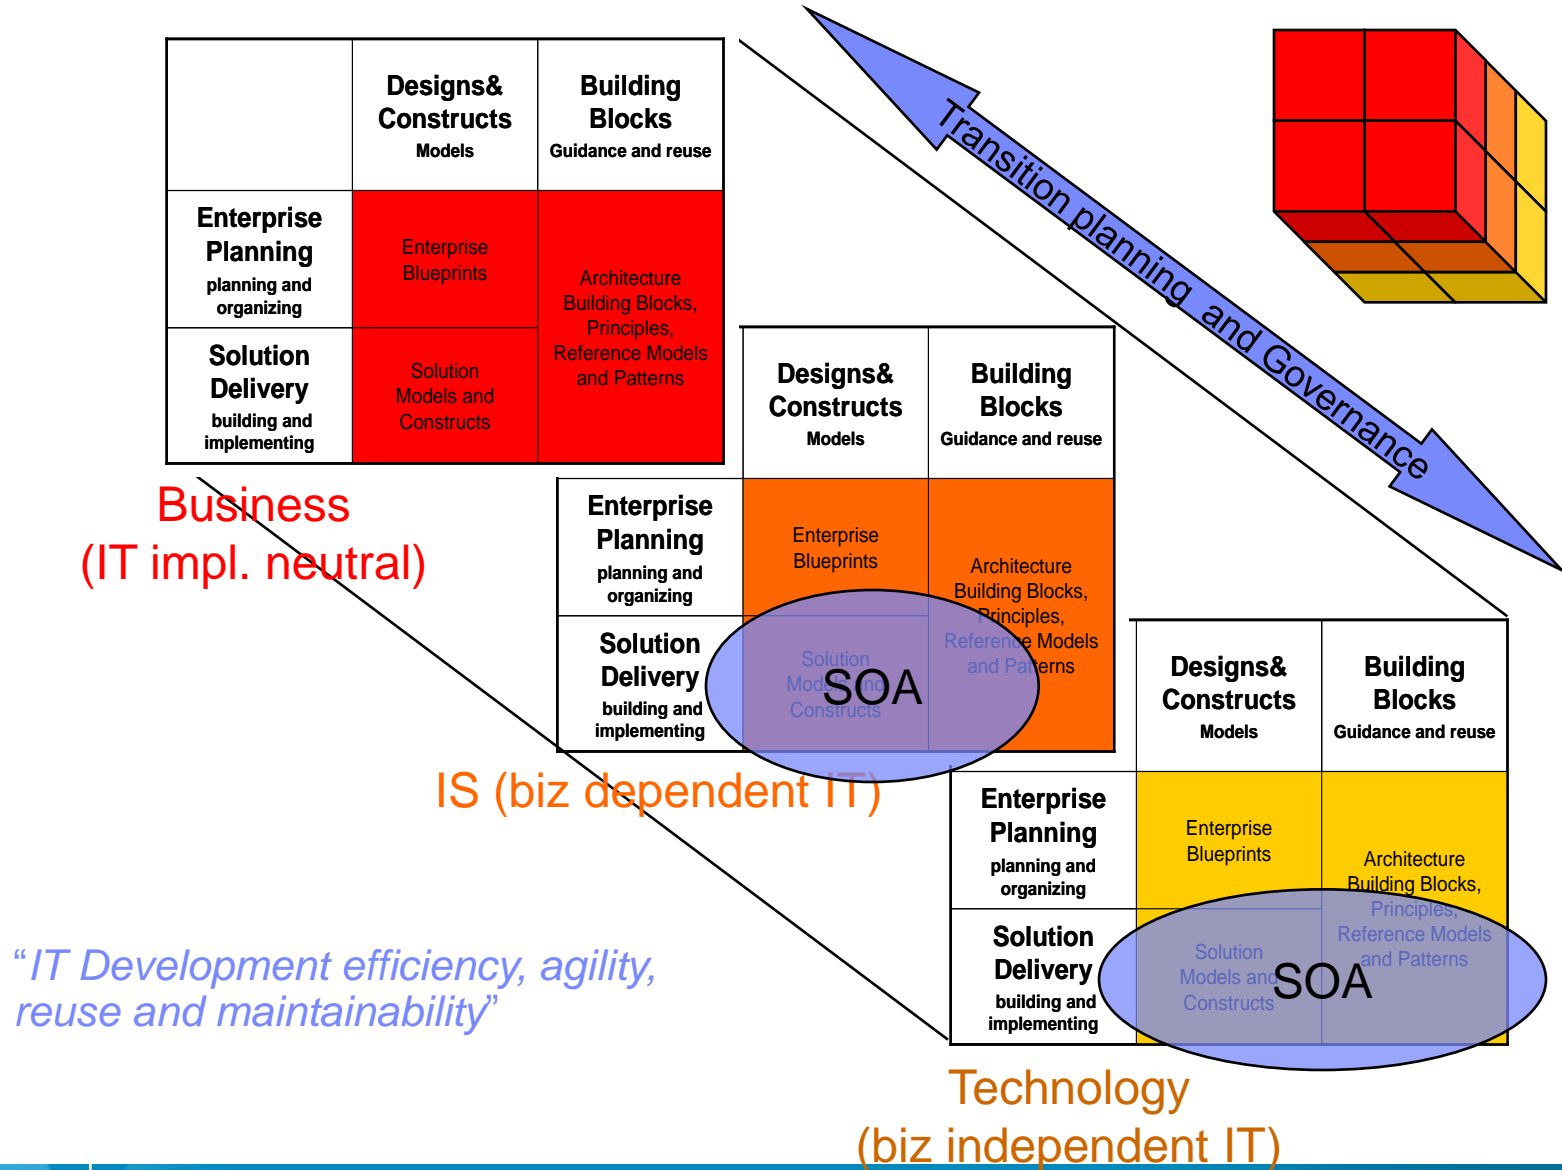 Designs&
Constructs
Models
Building
Blocks
Guidance and reuse
Enterprise
Planning
planning and
organizing
Enterprise
Blueprints
Architecture
Building Blocks,
Principles,
Reference Models
and Patterns
Solution
Delivery
building and
implementing
Solution
Models and
Constructs
Business
(IT impl. neutral)
Transition planning and Governance
Designs&
Constructs
Models
Building
Blocks
Guidance and reuse
Enterprise
Planning
planning and
organizing
Enterprise
Blueprints
Architecture
Building Blocks,
Principles,
Reference Models
and Patterns
Solution
Delivery
building and
implementing
Solution
Models and
Constructs
SOA
IS (biz dependent IT)
Designs&
Constructs
Models
Building
Blocks
Guidance and reuse
Enterprise
Planning
planning and
organizing
Enterprise
Blueprints
Architecture
Building Blocks,
Principles,
Reference Models
and Patterns
Solution
Delivery
building and
implementing
Solution
Models and
Constructs
SOA
Technology
(biz independent IT)
“IT Development efficiency, agility,
reuse and maintainability”